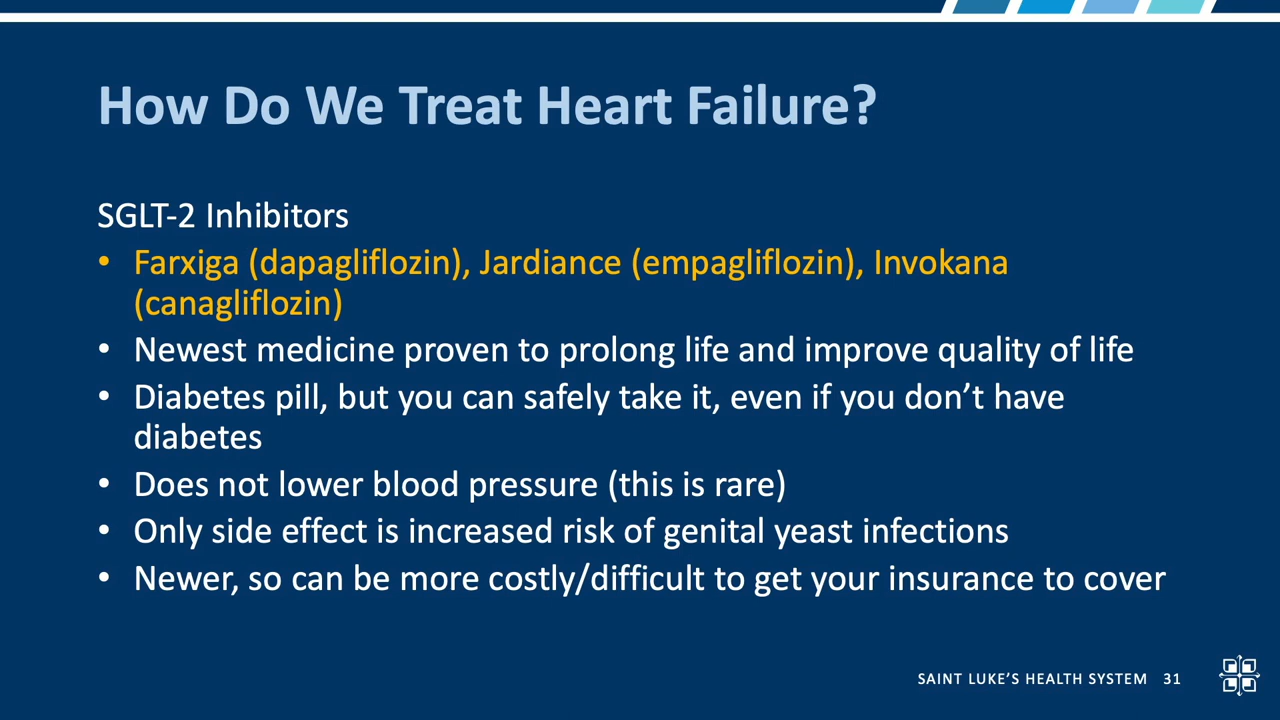 How Do We Treat Heart Failure?
SGLT-2 Inhibitors
• Farxiga (dapagliflozin), Jardiance (empagliflozin), Invokana
(canagliflozin)
• Newest medicine proven to prolong life and improve quality of life
• Diabetes pill, but you can safely take it, even if you don’t have
diabetes
• Does not lower blood pressure (this is rare)
• Only side effect is increased risk of genital yeast infections
• Newer, so can be more costly/difficult to get your insurance to cover
SAINT LUKE’S HEALTH SYSTEM 31